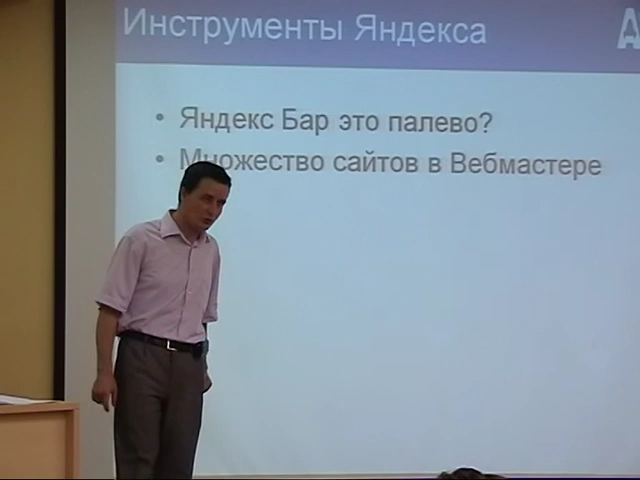 Инструменты Яндекса
• Яндекс Бар это палево?
• Множество сайтов в Вебмастере